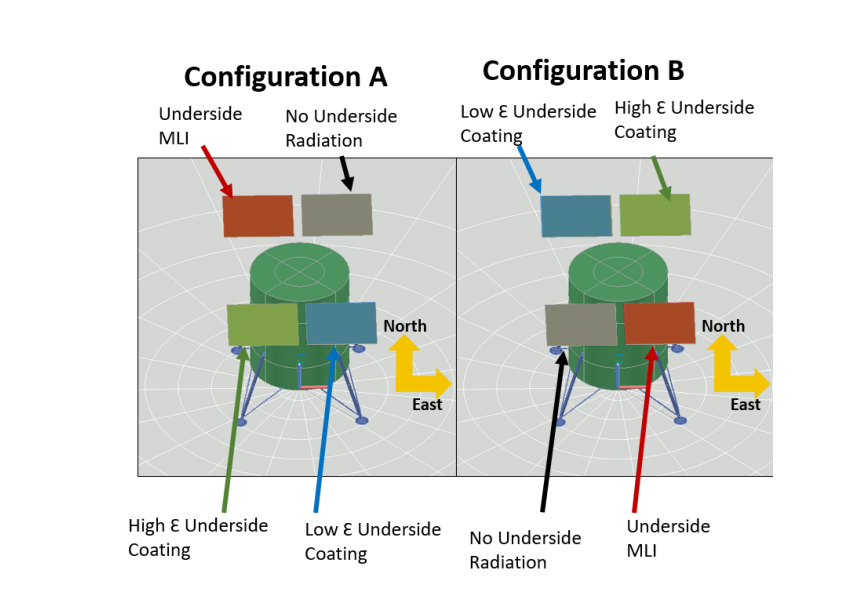 Configuration A
Configuration B
Underside
MLI
No Underside
Radiation
Low Ɛ Underside
Coating
High Ɛ Underside
Coating
North
East
North
East
High Ɛ Underside
Coating
Low Ɛ Underside
Coating
No Underside
Radiation
Underside
MLI